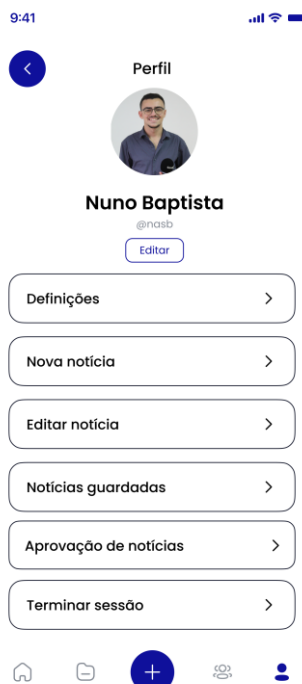 9:41
Perfil
Nuno Baptista
@nasb
Editar
Definições
Nova notícia
Editar notícia
Notícias guardadas
Aprovação de notícias
Terminar sessão